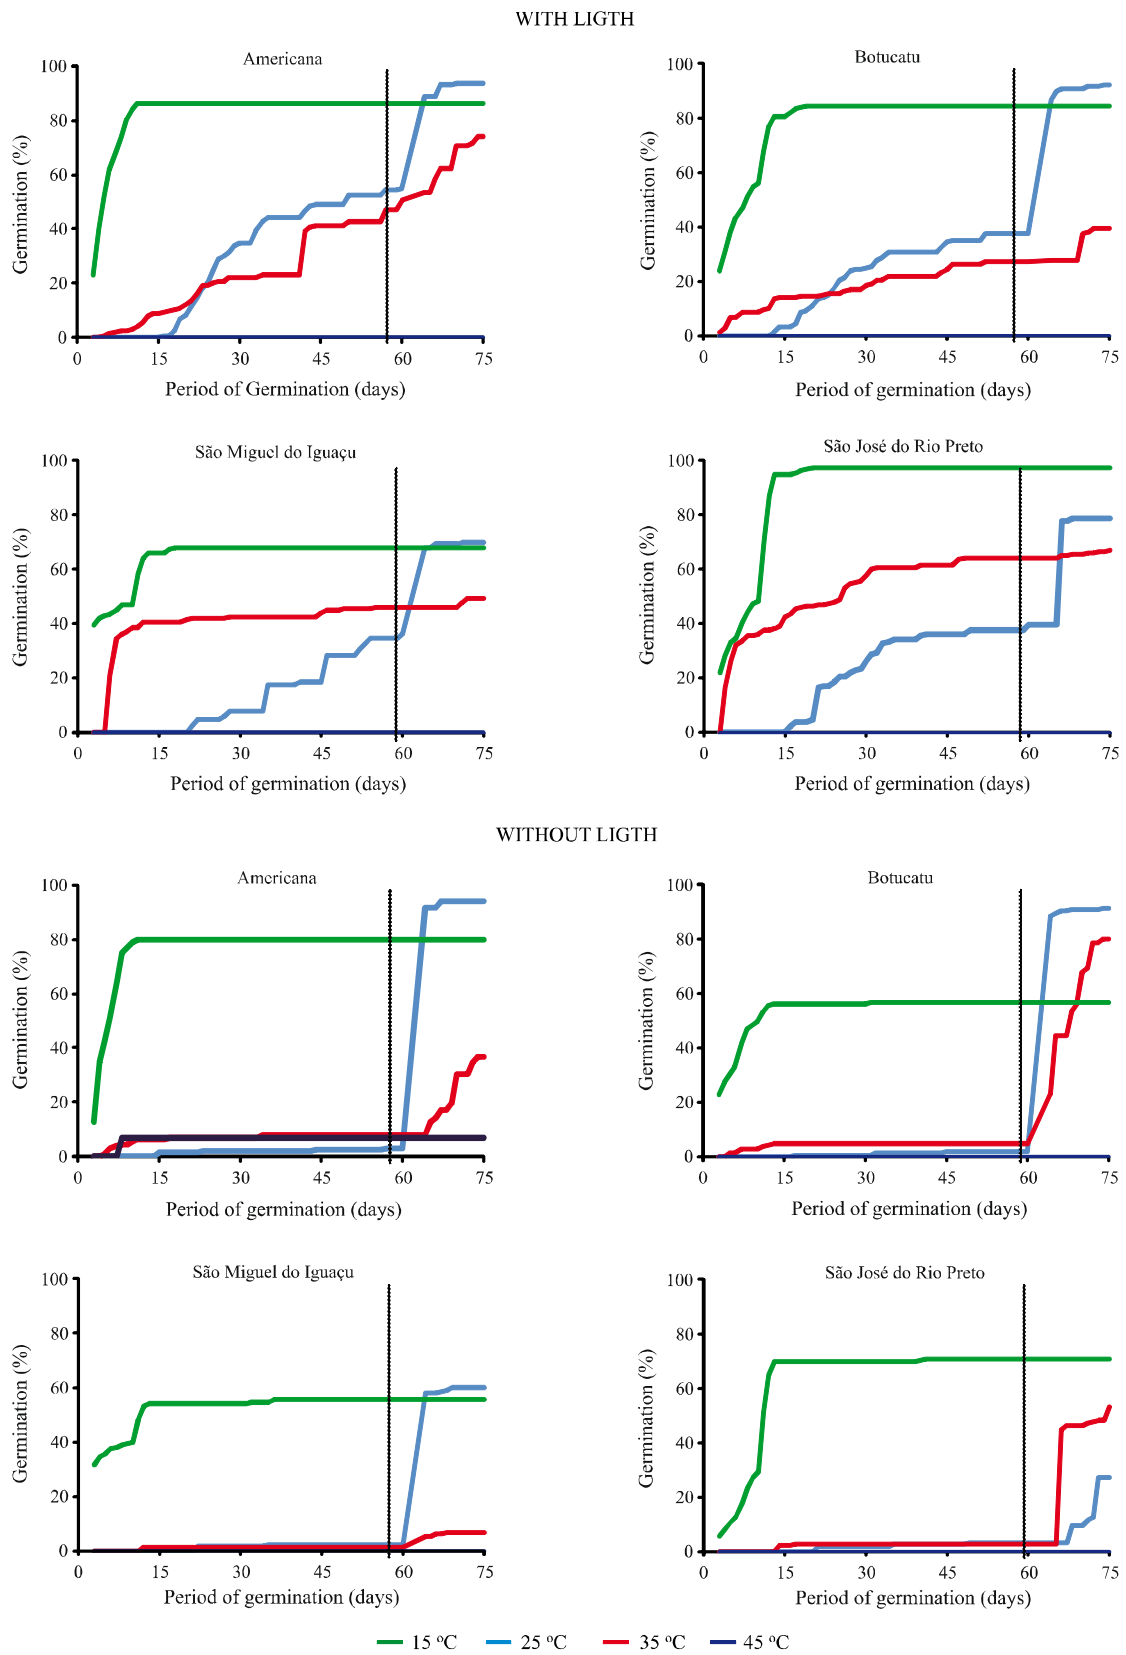 WITH LIGTH
Americana
Germination (%)
100
80
60
40
20
0
0 15 30 45 60 75
Period of Germination (days)
Botucatu
Germination (%)
100
80
60
40
20
0
0 15 30 45 60 75
Period of germination (days)
São Miguel do Iguaçu
Germination (%)
100
80
60
40
20
0
0 15 30 45 60 75
Period of germination (days)
São José do Rio Preto
Germination (%)
100
80
60
40
20
0
0 15 30 45 60 75
Period of germination (days)
WITHOUT LIGTH
Americana
Germination (%)
100
80
60
40
20
0
0 15 30 45 60 75
Period of germination (days)
Botucatu
Germination (%)
100
80
60
40
20
0
0 15 30 45 60 75
Period of germination (days)
São Miguel do Iguaçu
Germination (%)
100
80
60
40
20
0
0 15 30 45 60 75
Period of germination (days)
São José do Rio Preto
Germination (%)
100
80
60
40
20
0
0 15 30 45 60 75
Period of germination (days)
15 ºC 25 ºC 35 ºC 45 ºC